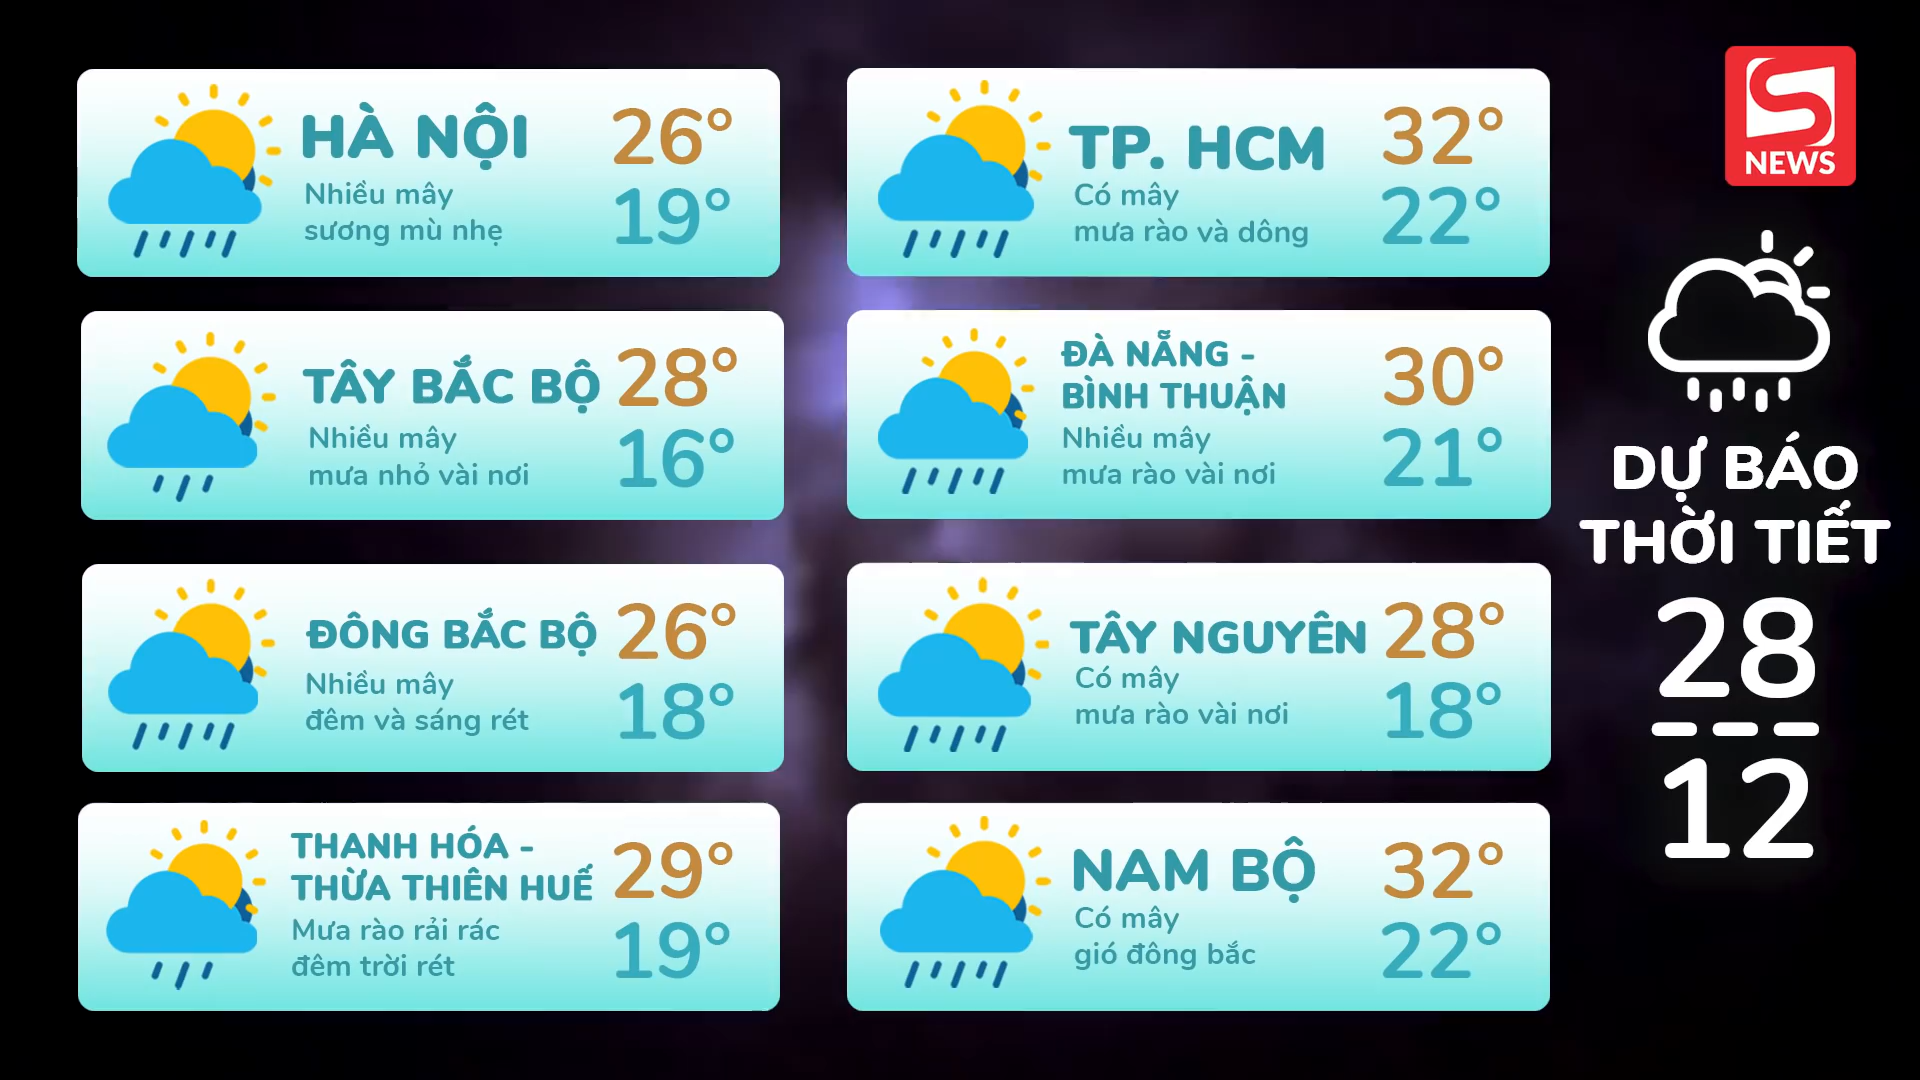 HÀ NỘI
Nhiều mây
sương mù nhẹ
26°
19°
TP. HCM
Có mây
mưa rào và dông
32°
22°
TÂY BẮC BỘ
Nhiều mây
mưa nhỏ vài nơi
28°
16°
ĐÀ NẴNG -
BÌNH THUẬN
Nhiều mây
mưa rào vài nơi
30°
21°
ĐÔNG BẮC BỘ
Nhiều mây
đêm và sáng rét
26°
18°
TÂY NGUYÊN
Có mây
mưa rào vài nơi
28°
18°
THANH HÓA -
THỪA THIÊN HUẾ
Mưa rào rải rác
đêm trời rét
29°
19°
NAM BỘ
Có mây
gió đông bắc
32°
22°
S
NEWS
DỰ BÁO
THỜI TIẾT
28
12